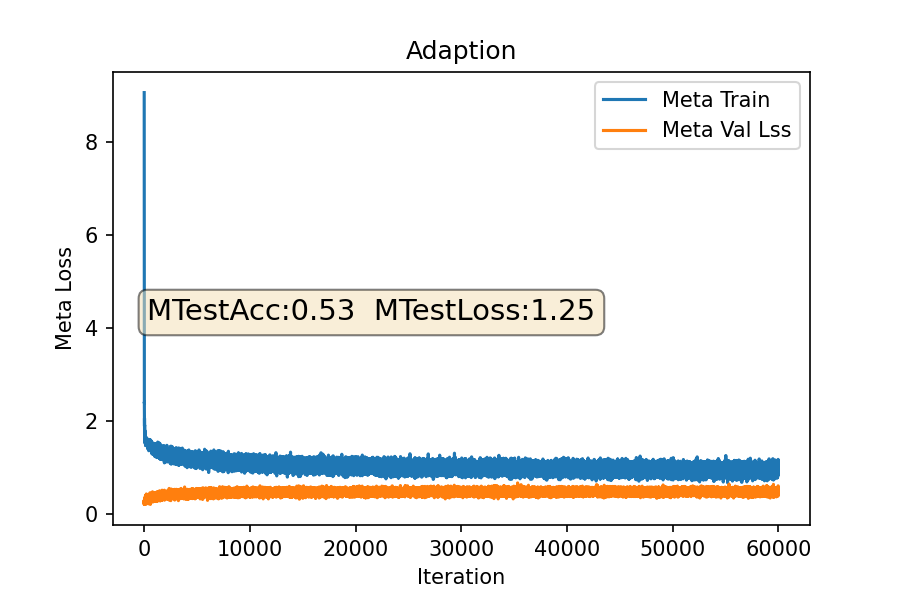 Adaption
Meta Train
Meta Val Lss
8
6
4
2
0
Meta Loss
MTestAcc:0.53  MTestLoss:1.25
0 10000 20000 30000 40000 50000 60000
Iteration